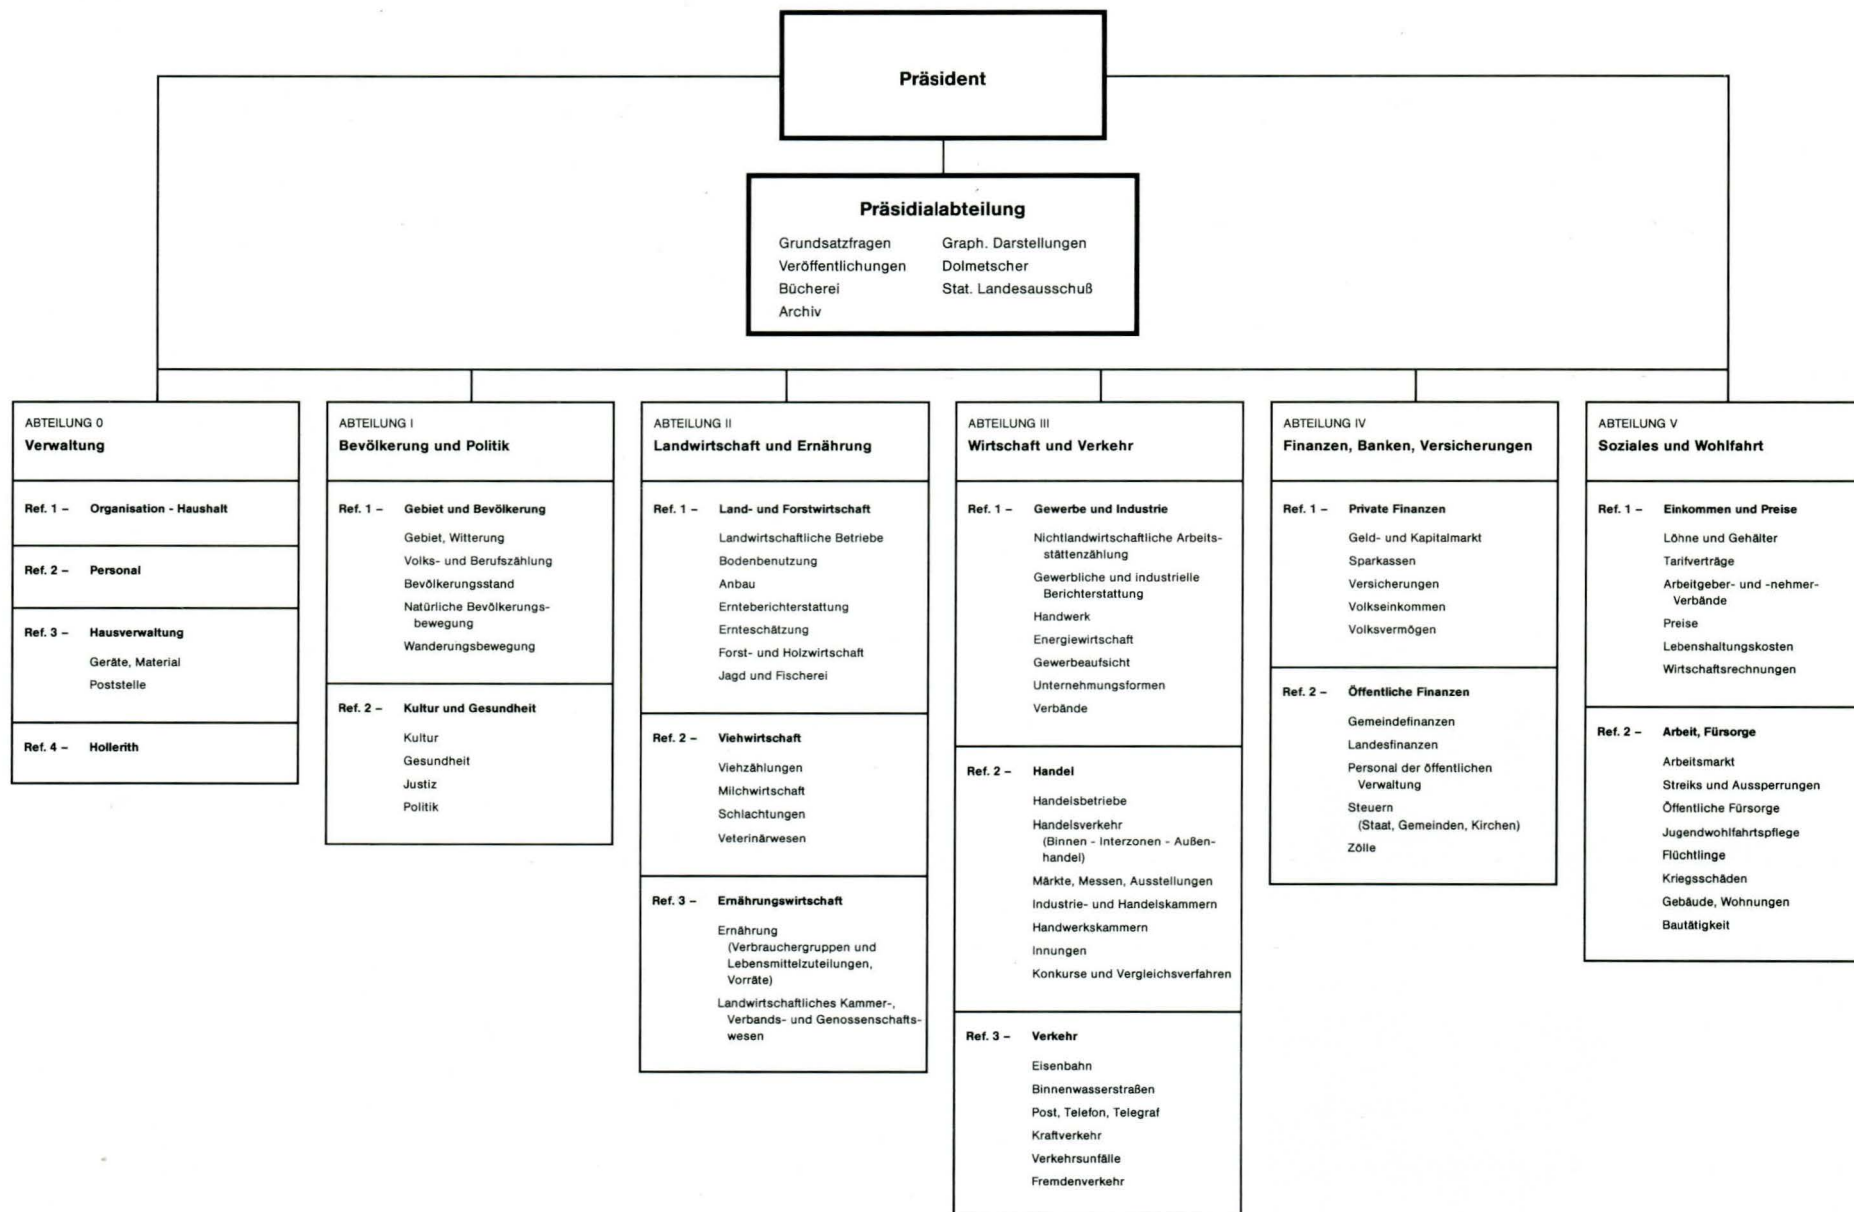 Präsident
Präsidialabteilung
Grundsatzfragen
Veröffentlichungen
Bücherei
Archiv
Graph. Darstellungen
Dolmetscher
Stat. Landesausschuß
ABTEILUNG 0
Verwaltung
Ref. 1 – Organisation - Haushalt
Ref. 2 – Personal
Ref. 3 – Hausverwaltung
Geräte, Material
Poststelle
Ref. 4 – Hollerith
ABTEILUNG I
Bevölkerung und Politik
Ref. 1 – Gebiet und Bevölkerung
Gebiet, Witterung
Volks- und Berufszählung
Bevölkerungsstand
Natürliche Bevölkerungs-
bewegung
Wanderungsbewegung
Ref. 2 – Kultur und Gesundheit
Kultur
Gesundheit
Justiz
Politik
ABTEILUNG II
Landwirtschaft und Ernährung
Ref. 1 – Land- und Forstwirtschaft
Landwirtschaftliche Betriebe
Bodenbenutzung
Anbau
Ernteberichterstattung
Ernteschätzung
Forst- und Holzwirtschaft
Jagd und Fischerei
Ref. 2 – Viehwirtschaft
Viehzählungen
Milchwirtschaft
Schlachtungen
Veterinärwesen
Ref. 3 – Ernährungswirtschaft
Ernährung
(Verbrauchergruppen und
Lebensmittelzuteilungen,
Vorräte)
Landwirtschaftliches Kammer-,
Verbands- und Genossenschafts-
wesen
ABTEILUNG III
Wirtschaft und Verkehr
Ref. 1 – Gewerbe und Industrie
Nichtlandwirtschaftliche Arbeits-
stättenzählung
Gewerbliche und industrielle
Berichterstattung
Handwerk
Energiewirtschaft
Gewerbeaufsicht
Unternehmungsformen
Verbände
Ref. 2 – Handel
Handelsbetriebe
Handelsverkehr
(Binnen - Interzonen - Außen-
handel)
Märkte, Messen, Ausstellungen
Industrie- und Handelskammern
Handwerkskammern
Innungen
Konkurse und Vergleichsverfahren
Ref. 3 – Verkehr
Eisenbahn
Binnenwasserstraßen
Post, Telefon, Telegraf
Kraftverkehr
Verkehrsunfälle
Fremdenverkehr
ABTEILUNG IV
Finanzen, Banken, Versicherungen
Ref. 1 – Private Finanzen
Geld- und Kapitalmarkt
Sparkassen
Versicherungen
Volkseinkommen
Volksvermögen
Ref. 2 – Öffentliche Finanzen
Gemeindefinanzen
Landesfinanzen
Personal der öffentlichen
Verwaltung
Steuern
(Staat, Gemeinden, Kirchen)
Zölle
ABTEILUNG V
Soziales und Wohlfahrt
Ref. 1 – Einkommen und Preise
Löhne und Gehälter
Tarifverträge
Arbeitgeber- und -nehmer-
Verbände
Preise
Lebenshaltungskosten
Wirtschaftsrechnungen
Ref. 2 – Arbeit, Fürsorge
Arbeitsmarkt
Streiks und Aussperrungen
Öffentliche Fürsorge
Jugendwohlfahrtspflege
Flüchtlinge
Kriegsschäden
Gebäude, Wohnungen
Bautätigkeit